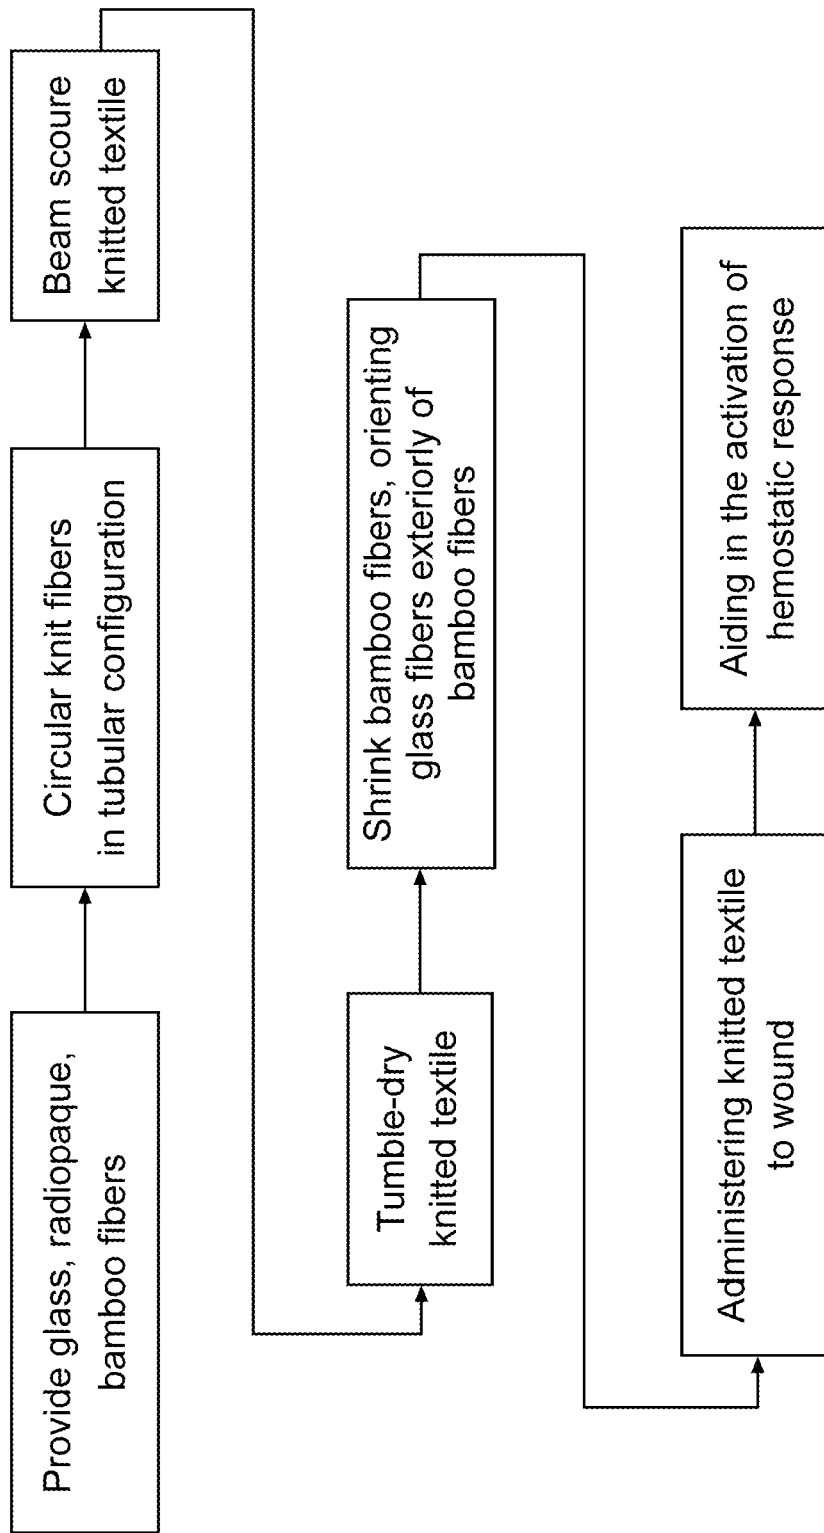 Provide glass, radiopaque,
bamboo fibers
Circular knit fibers
in tubular configuration
Beam scoure
knitted textile
Tumble-dry
knitted textile
Shrink bamboo fibers, orienting
glass fibers exteriorly of
bamboo fibers
Administering knitted textile
to wound
Aiding in the activation of
hemostatic response